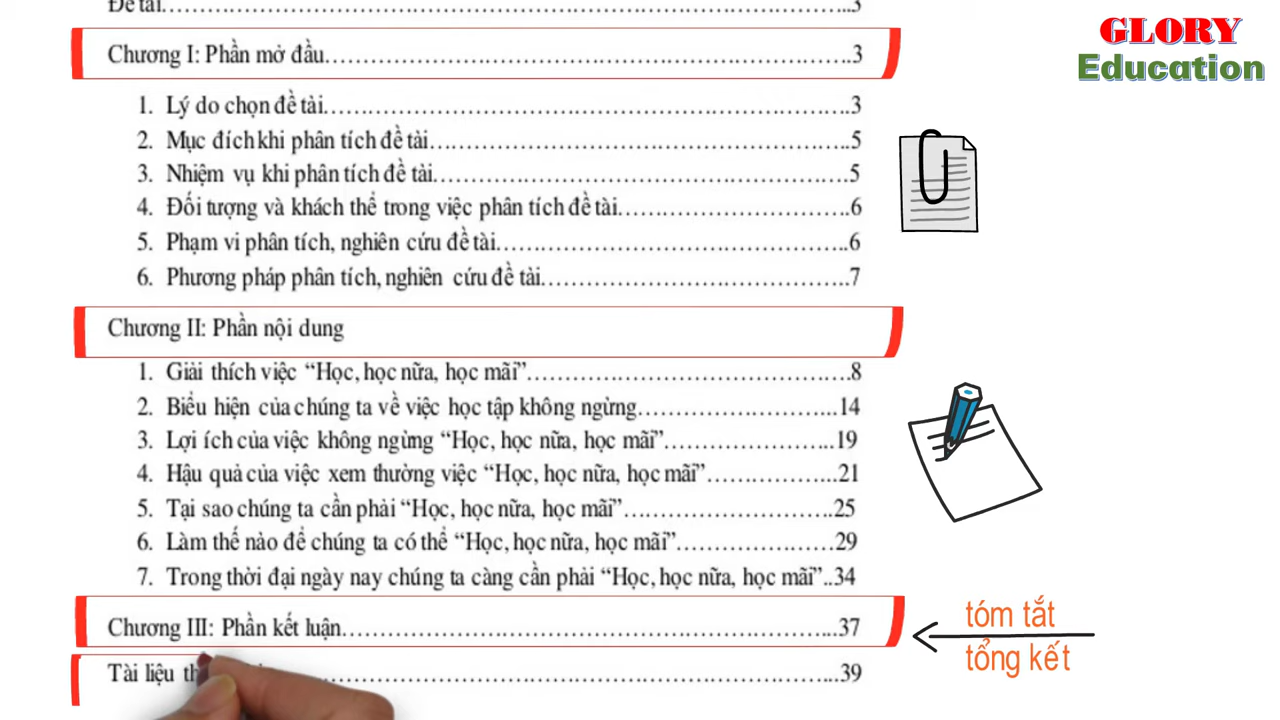 Đề tài.................................................................3
GLORY
Education
Chương I: Phần mở đầu.................................................................3
1. Lý do chọn đề tài.................................................................3
2. Mục đích khi phân tích đề tài.................................................................5
3. Nhiệm vụ khi phân tích đề tài.................................................................5
4. Đối tượng và khách thể trong việc phân tích đề tài............................6
5. Phạm vi phân tích, nghiên cứu đề tài............................................6
6. Phương pháp phân tích, nghiên cứu đề tài.......................................7
Chương II: Phần nội dung
1. Giải thích việc “Học, học nữa, học mãi”..........................................8
2. Biểu hiện của chúng ta về việc học tập không ngừng.........................14
3. Lợi ích của việc không ngừng “Học, học nữa, học mãi”......................19
4. Hậu quả của việc xem thường việc “Học, học nữa, học mãi”................21
5. Tại sao chúng ta cần phải “Học, học nữa, học mãi”...........................25
6. Làm thế nào để chúng ta có thể “Học, học nữa, học mãi”....................29
7. Trong thời đại ngày nay chúng ta càng cần phải “Học, học nữa, học mãi”..34
Chương III: Phần kết luận.................................................................37
tóm tắt
tổng kết
Tài liệu.................................................................39